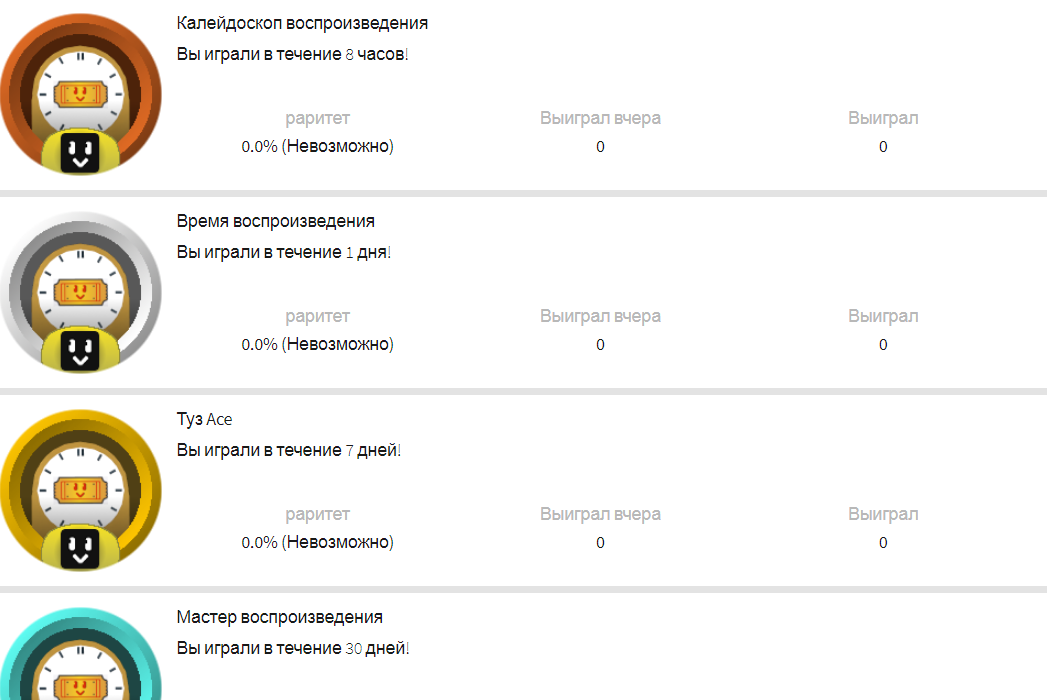 Калейдоскоп воспроизведения
Вы играли в течение 8 часов!
раритет Выиграл вчера Выиграл
0.0% (Невозможно) 0 0
Время воспроизведения
Вы играли в течение 1 дня!
раритет Выиграл вчера Выиграл
0.0% (Невозможно) 0 0
Туз Ace
Вы играли в течение 7 дней!
раритет Выиграл вчера Выиграл
0.0% (Невозможно) 0 0
Мастер воспроизведения
Вы играли в течение 30 дней!